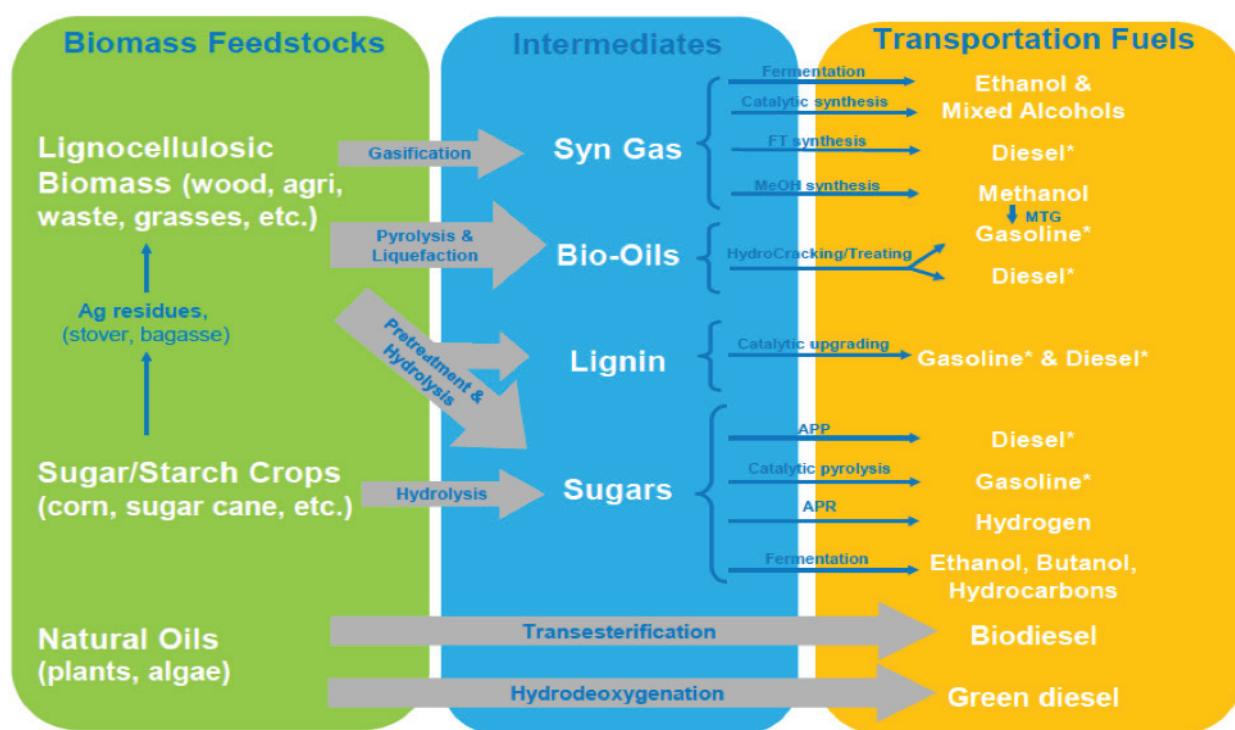 Biomass Feedstocks
Intermediates
Transportation Fuels
Lignocellulosic
Biomass (wood, agri,
waste, grasses, etc.)
Ag residues,
(stover, bagasse)
Sugar/Starch Crops
(corn, sugar cane, etc.)
Natural Oils
(plants, algae)
Gasification
Pyrolysis &
Liquefaction
Pretreatment &
Hydrolysis
Hydrolysis
Transesterification
Hydrodeoxygenation
Syn Gas
Bio-Oils
Lignin
Sugars
Fermentation
Catalytic synthesis
FT synthesis
MeOH synthesis
HydroCracking/Treating
Catalytic upgrading
APP
Catalytic pyrolysis
APR
Fermentation
Ethanol &
Mixed Alcohols
Diesel*
Methanol
MTG
Gasoline*
Diesel*
Gasoline* & Diesel*
Diesel*
Gasoline*
Hydrogen
Ethanol, Butanol,
Hydrocarbons
Biodiesel
Green diesel